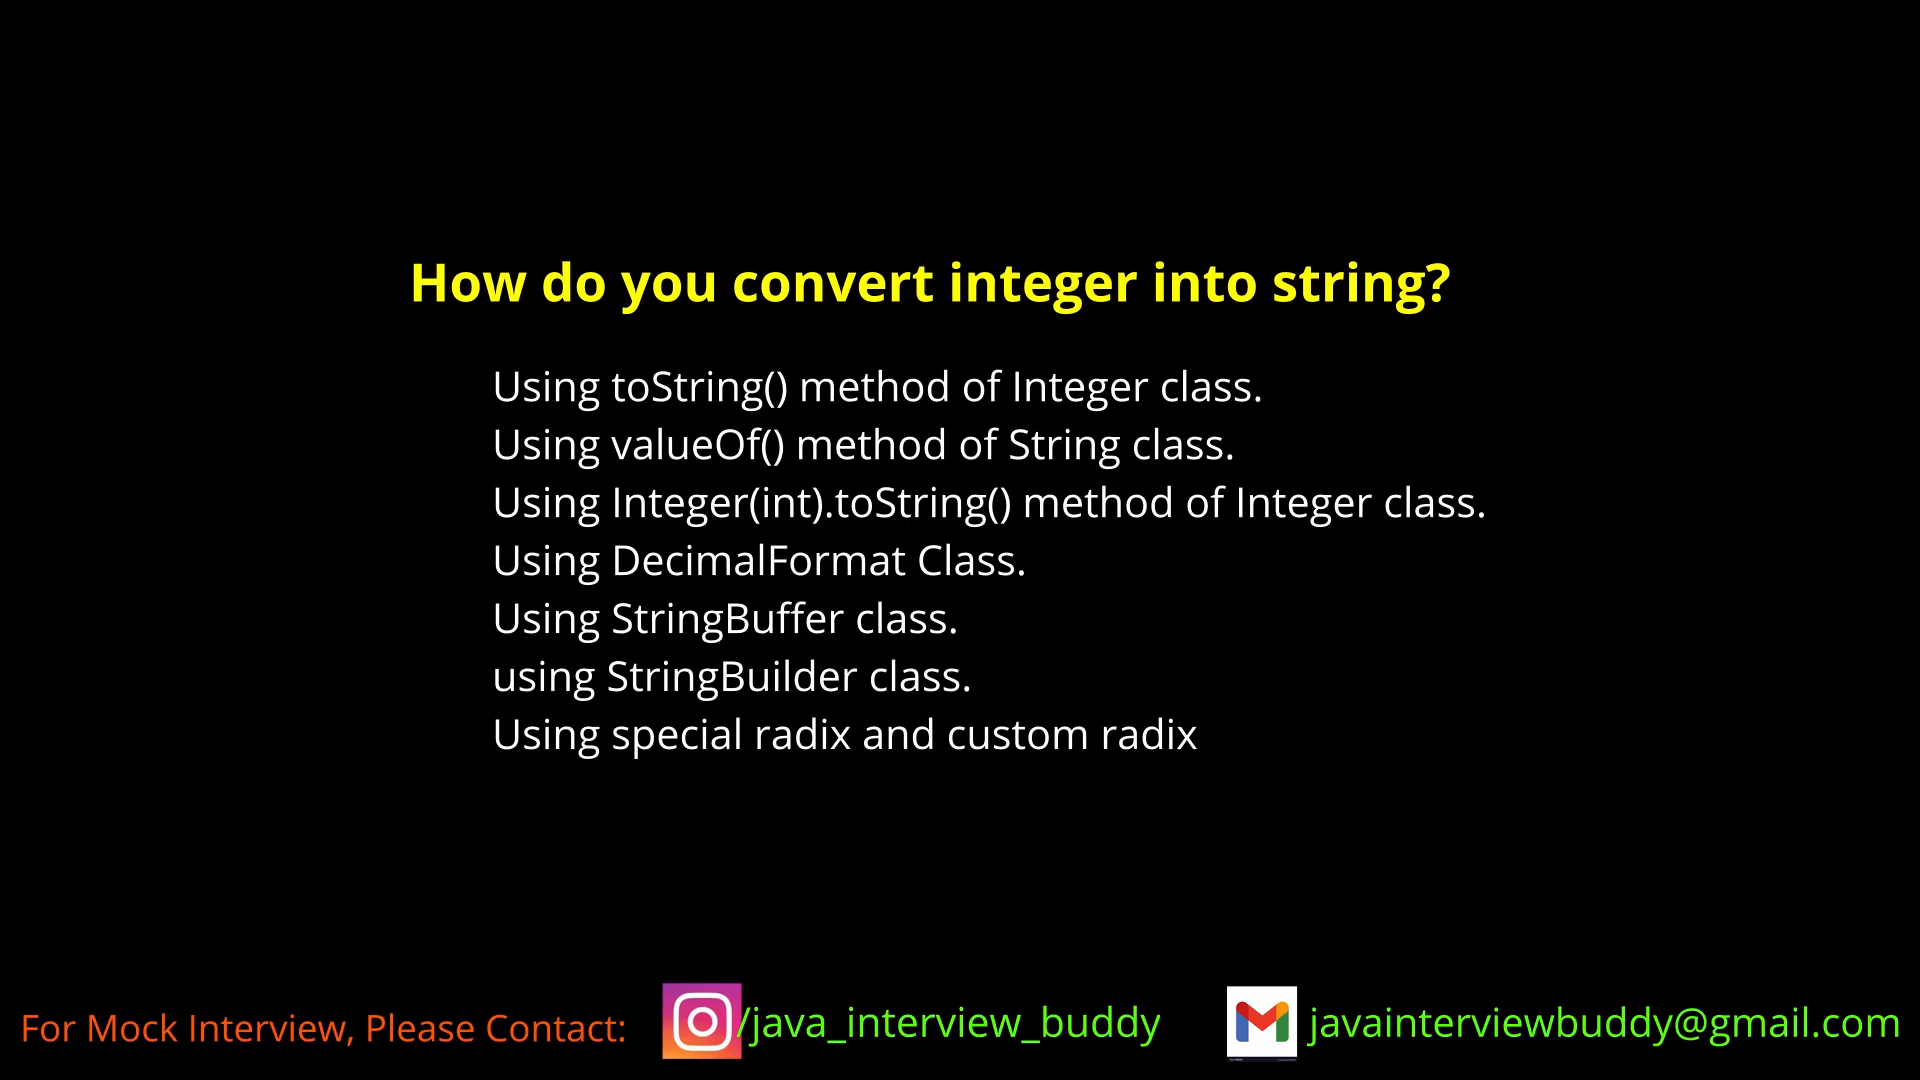 How do you convert integer into string?
Using toString() method of Integer class.
Using valueOf() method of String class.
Using Integer(int).toString() method of Integer class.
Using DecimalFormat Class.
Using StringBuffer class.
using StringBuilder class.
Using special radix and custom radix
For Mock Interview, Please Contact: /java_interview_buddy javainterviewbuddy@gmail.com